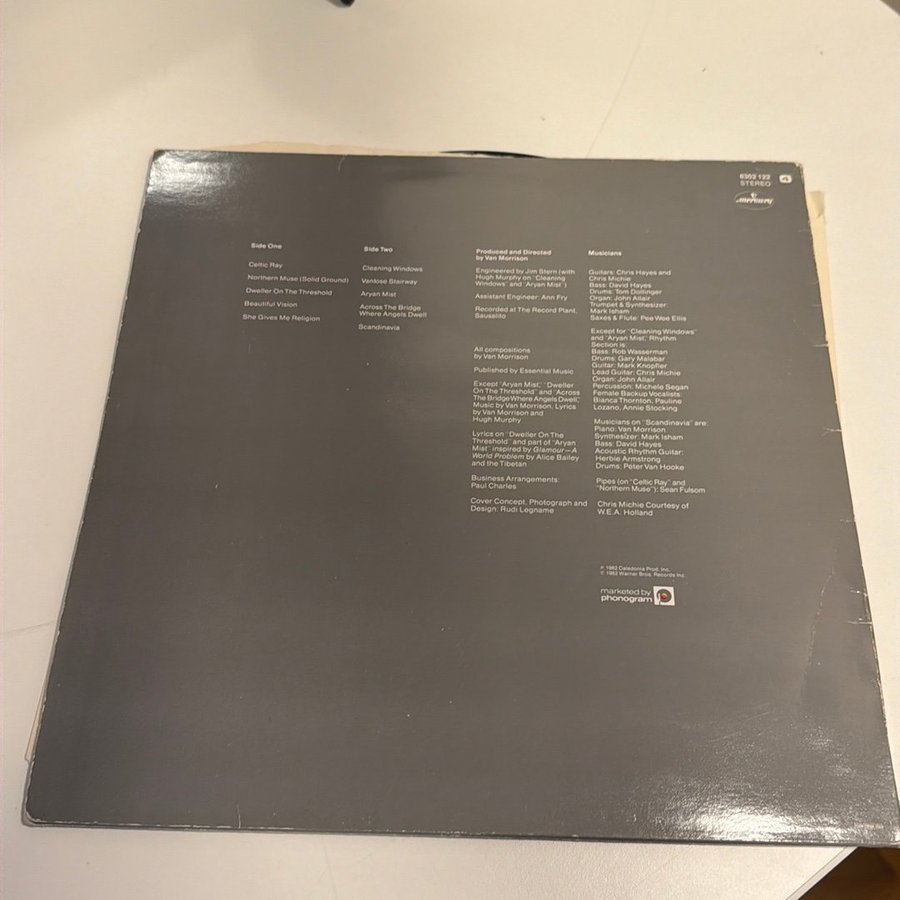 6302 122
STEREO
mercury
Side One
Celtic Ray
Northern Muse (Solid Ground)
Dweller On The Threshold
Beautiful Vision
She Gives Me Religion
Side Two
Cleaning Windows
Vanlose Stairway
Aryan Mist
Across The Bridge
Where Angels Dwell
Scandinavia
Produced and Directed
by Van Morrison
Engineered by Jim Stern (with
Hugh Murphy on "Cleaning
Windows" and "Aryan Mist")
Assistant Engineer: Ann Fry
Recorded at The Record Plant,
Sausalito
All compositions
by Van Morrison
Published by Essential Music
Except "Aryan Mist," "Dweller
On The Threshold" and "Across
The Bridge Where Angels Dwell,"
Music by Van Morrison, Lyrics
by Van Morrison and
Hugh Murphy
Lyrics on "Dweller On The
Threshold" and part of "Aryan
Mist" inspired by Glamour—A
World Problem by Alice Bailey
and the Tibetan
Business Arrangements:
Paul Charles
Cover Concept, Photograph and
Design: Rudi Legname
Musicians
Guitars: Chris Hayes and
Chris Michie
Bass: David Hayes
Drums: Tom Dollinger
Organ: John Allair
Trumpet & Synthesizer:
Mark Isham
Saxes & Flute: Pee Wee Ellis
Except for "Cleaning Windows"
and "Aryan Mist," Rhythm
Section is:
Bass: Rob Wasserman
Drums: Gary Malabar
Guitar: Mark Knopfler
Lead Guitar: Chris Michie
Organ: John Allair
Percussion: Michele Segan
Female Backup Vocalists:
Bianca Thornton, Pauline
Lozano, Annie Stocking
Musicians on "Scandinavia" are:
Piano: Van Morrison
Synthesizer: Mark Isham
Bass: David Hayes
Acoustic Rhythm Guitar:
Herbie Armstrong
Drums: Peter Van Hooke
Pipes (on "Celtic Ray" and
"Northern Muse"): Sean Fulsom
Chris Michie Courtesy of
W.E.A. Holland
℗ 1982 Caledonia Prod. Inc.
© 1982 Warner Bros. Records Inc.
marketed by
phonogram